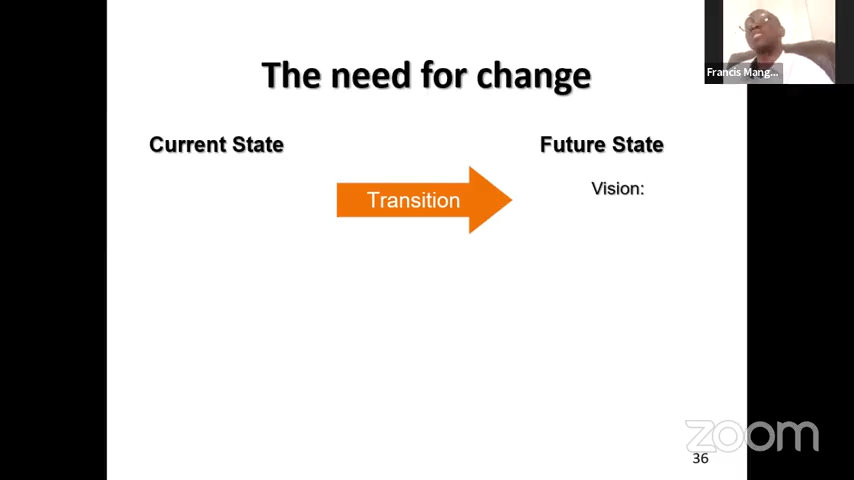 The need for change
Francis Mang...
Current State
Future State
Transition
Vision:
zoom
36